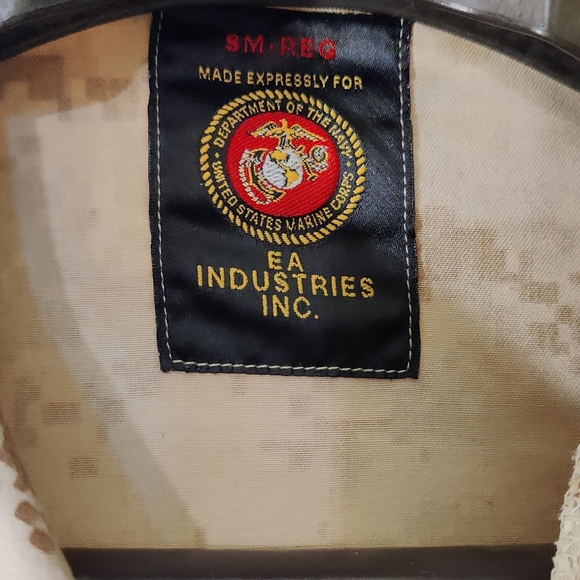 SM·REG
MADE EXPRESSLY FOR
DEPARTMENT OF THE NAVY
UNITED STATES MARINE CORPS
EA
INDUSTRIES
INC.